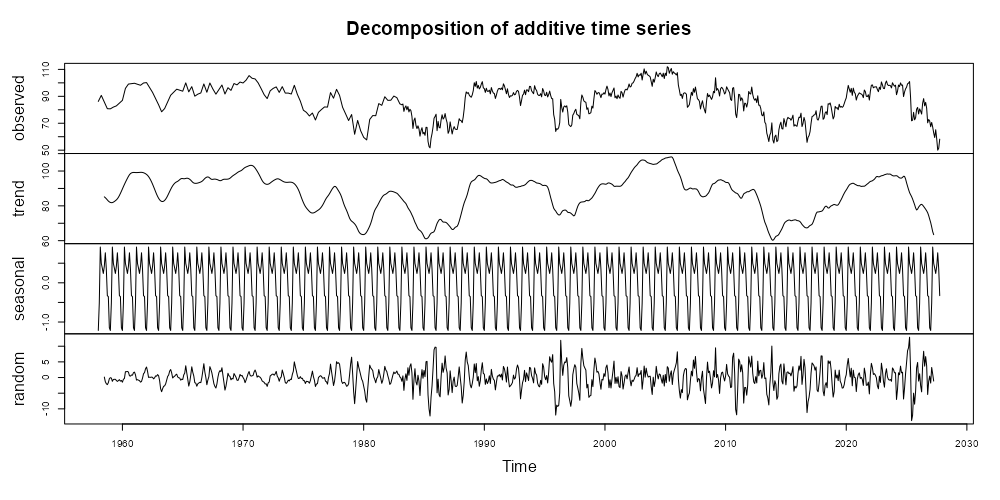 Decomposition of additive time series
observed
50 70 90 110
trend
60 80 100
seasonal
-1.0 0.0
random
-10 0 5
1960 1970 1980 1990 2000 2010 2020 2030
Time